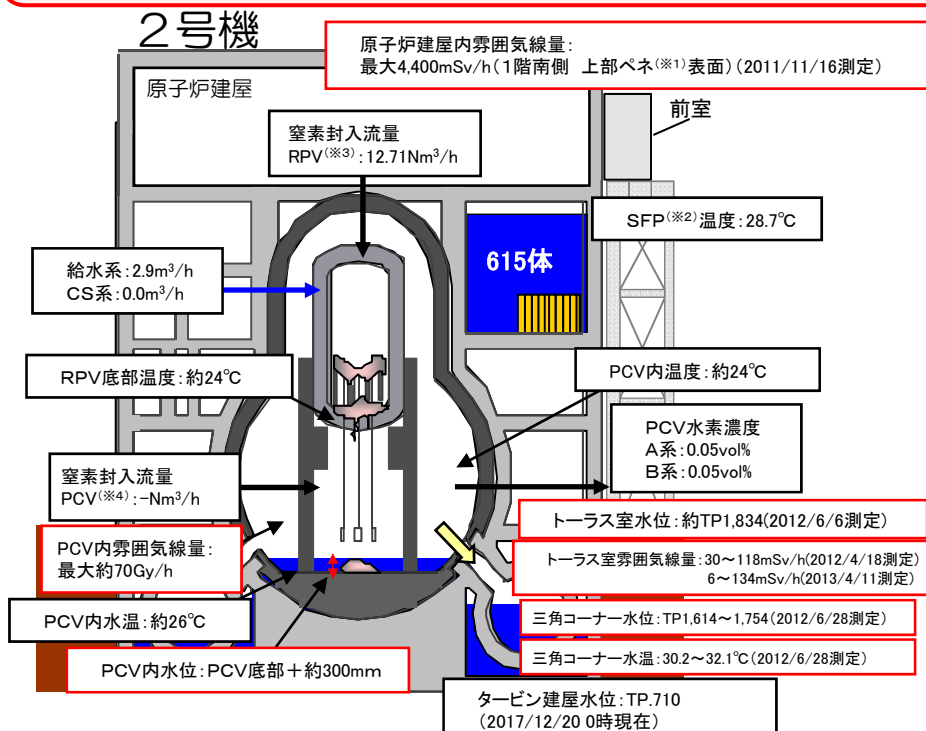 ２号機
原子炉建屋内雰囲気線量：
最大4,400mSv/h（1階南側　上部ペネ(※1)表面）（2011/11/16測定）
原子炉建屋
前室
窒素封入流量
RPV(※3)：12.71Nm³/h
SFP(※2)温度：28.7℃
615体
給水系：2.9m³/h
CS系：0.0m³/h
RPV底部温度：約24℃
PCV内温度：約24℃
PCV水素濃度
A系：0.05vol%
B系：0.05vol%
窒素封入流量
PCV(※4)：-Nm³/h
トーラス室水位：約TP1,834（2012/6/6測定）
PCV内雰囲気線量：
最大約70Gy/h
トーラス室雰囲気線量：30～118mSv/h（2012/4/18測定）
6～134mSv/h（2013/4/11測定）
PCV内水温：約26℃
三角コーナー水位：TP1,614～1,754（2012/6/28測定）
三角コーナー水温：30.2～32.1℃（2012/6/28測定）
PCV内水位：PCV底部＋約300mm
タービン建屋水位：TP.710
（2017/12/20 0時現在）